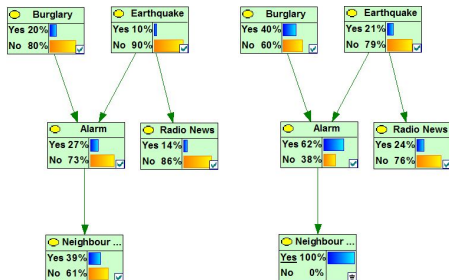 Burglary
Yes 20%
No 80%
Earthquake
Yes 10%
No 90%
Alarm
Yes 27%
No 73%
Radio News
Yes 14%
No 86%
Neighbour ...
Yes 39%
No 61%
Burglary
Yes 40%
No 60%
Earthquake
Yes 21%
No 79%
Alarm
Yes 62%
No 38%
Radio News
Yes 24%
No 76%
Neighbour ...
Yes 100%
No 0%